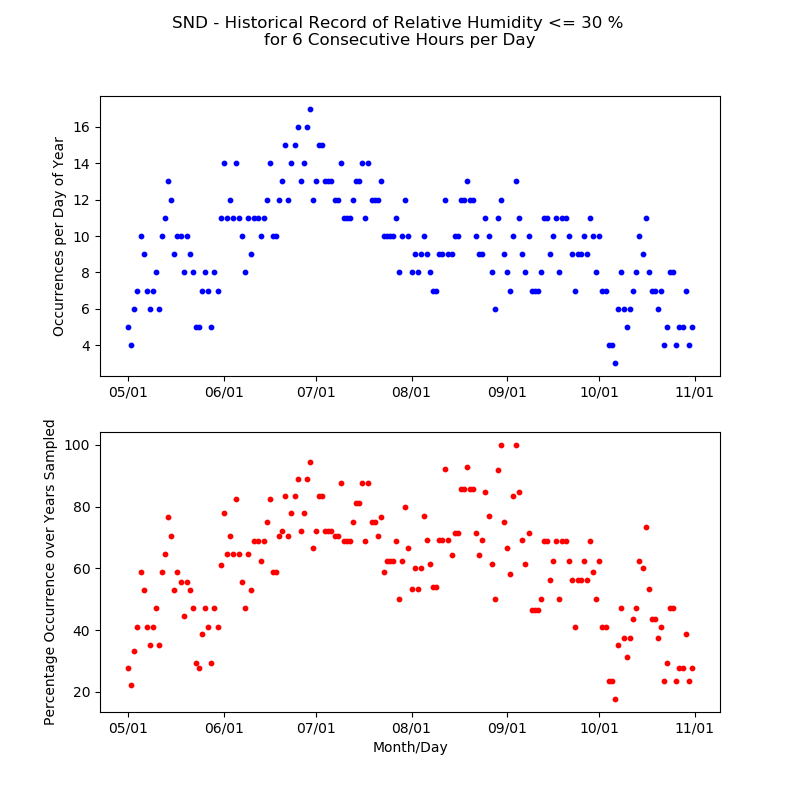 SND - Historical Record of Relative Humidity <= 30 %
for 6 Consecutive Hours per Day
Occurrences per Day of Year
16
14
12
10
8
6
4
05/01 06/01 07/01 08/01 09/01 10/01 11/01
Percentage Occurrence over Years Sampled
100
80
60
40
20
05/01 06/01 07/01 08/01 09/01 10/01 11/01
Month/Day